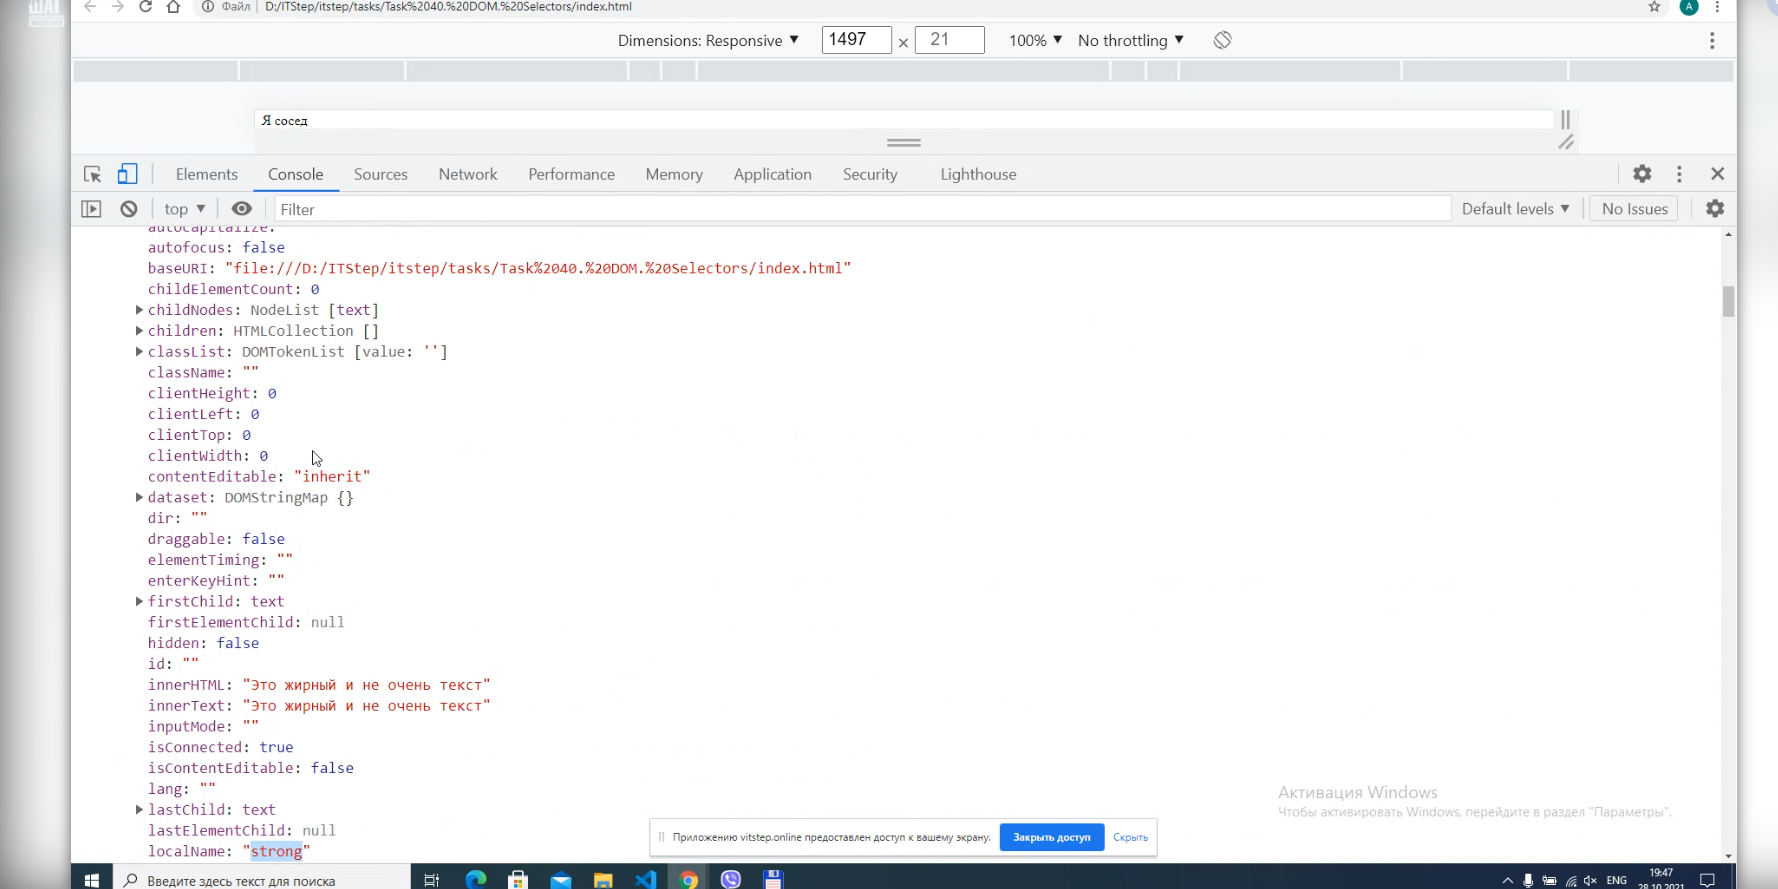 Файл D:/ITStep/itstep/tasks/Task%2040.%20DOM.%20Selectors/index.html
A
Dimensions: Responsive ▼ 1497 × 21 100% ▼ No throttling ▼
Я сосед
Elements Console Sources Network Performance Memory Application Security Lighthouse
top ▼ Filter Default levels ▼ No Issues
autocapitalize:
autofocus: false
baseURI: "file:///D:/ITStep/itstep/tasks/Task%2040.%20DOM.%20Selectors/index.html"
childElementCount: 0
childNodes: NodeList [text]
children: HTMLCollection []
classList: DOMTokenList [value: '']
className: ""
clientHeight: 0
clientLeft: 0
clientTop: 0
clientWidth: 0
contentEditable: "inherit"
dataset: DOMStringMap {}
dir: ""
draggable: false
elementTiming: ""
enterKeyHint: ""
firstChild: text
firstElementChild: null
hidden: false
id: ""
innerHTML: "Это жирный и не очень текст"
innerText: "Это жирный и не очень текст"
inputMode: ""
isConnected: true
isContentEditable: false
lang: ""
lastChild: text
lastElementChild: null
localName: "strong"
Активация Windows
Чтобы активировать Windows, перейдите в раздел "Параметры".
Приложению vitstep.online предоставлен доступ к вашему экрану. Закрыть доступ Скрыть
Введите здесь текст для поиска
ENG
19:47
28.10.2021